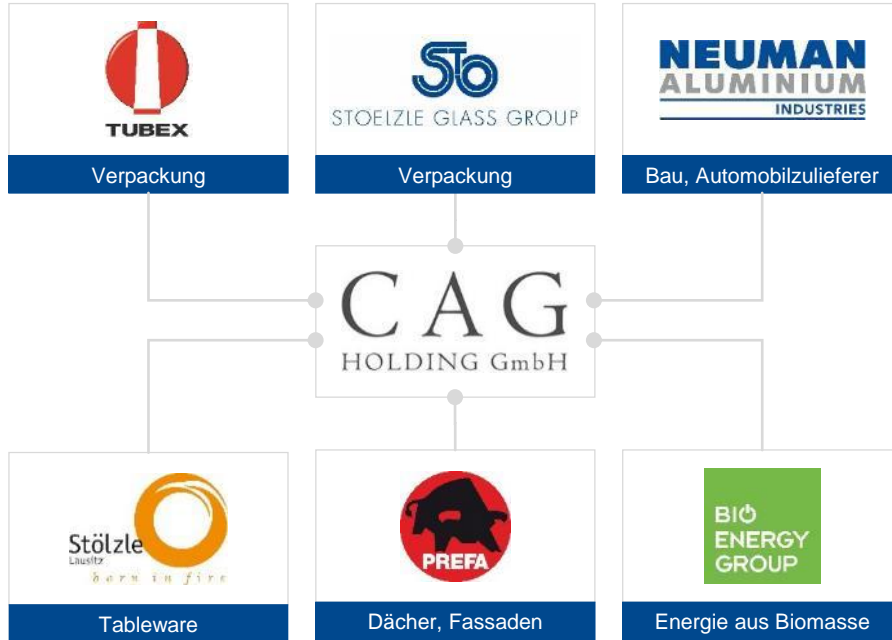 TUBEX
Verpackung
STO
STOELZLE GLASS GROUP
Verpackung
NEUMAN
ALUMINIUM
INDUSTRIES
Bau, Automobilzulieferer
CAG
HOLDING GmbH
Stölzle
Lausitz
born in fire
Tableware
PREFA
Dächer, Fassaden
BIO
ENERGY
GROUP
Energie aus Biomasse